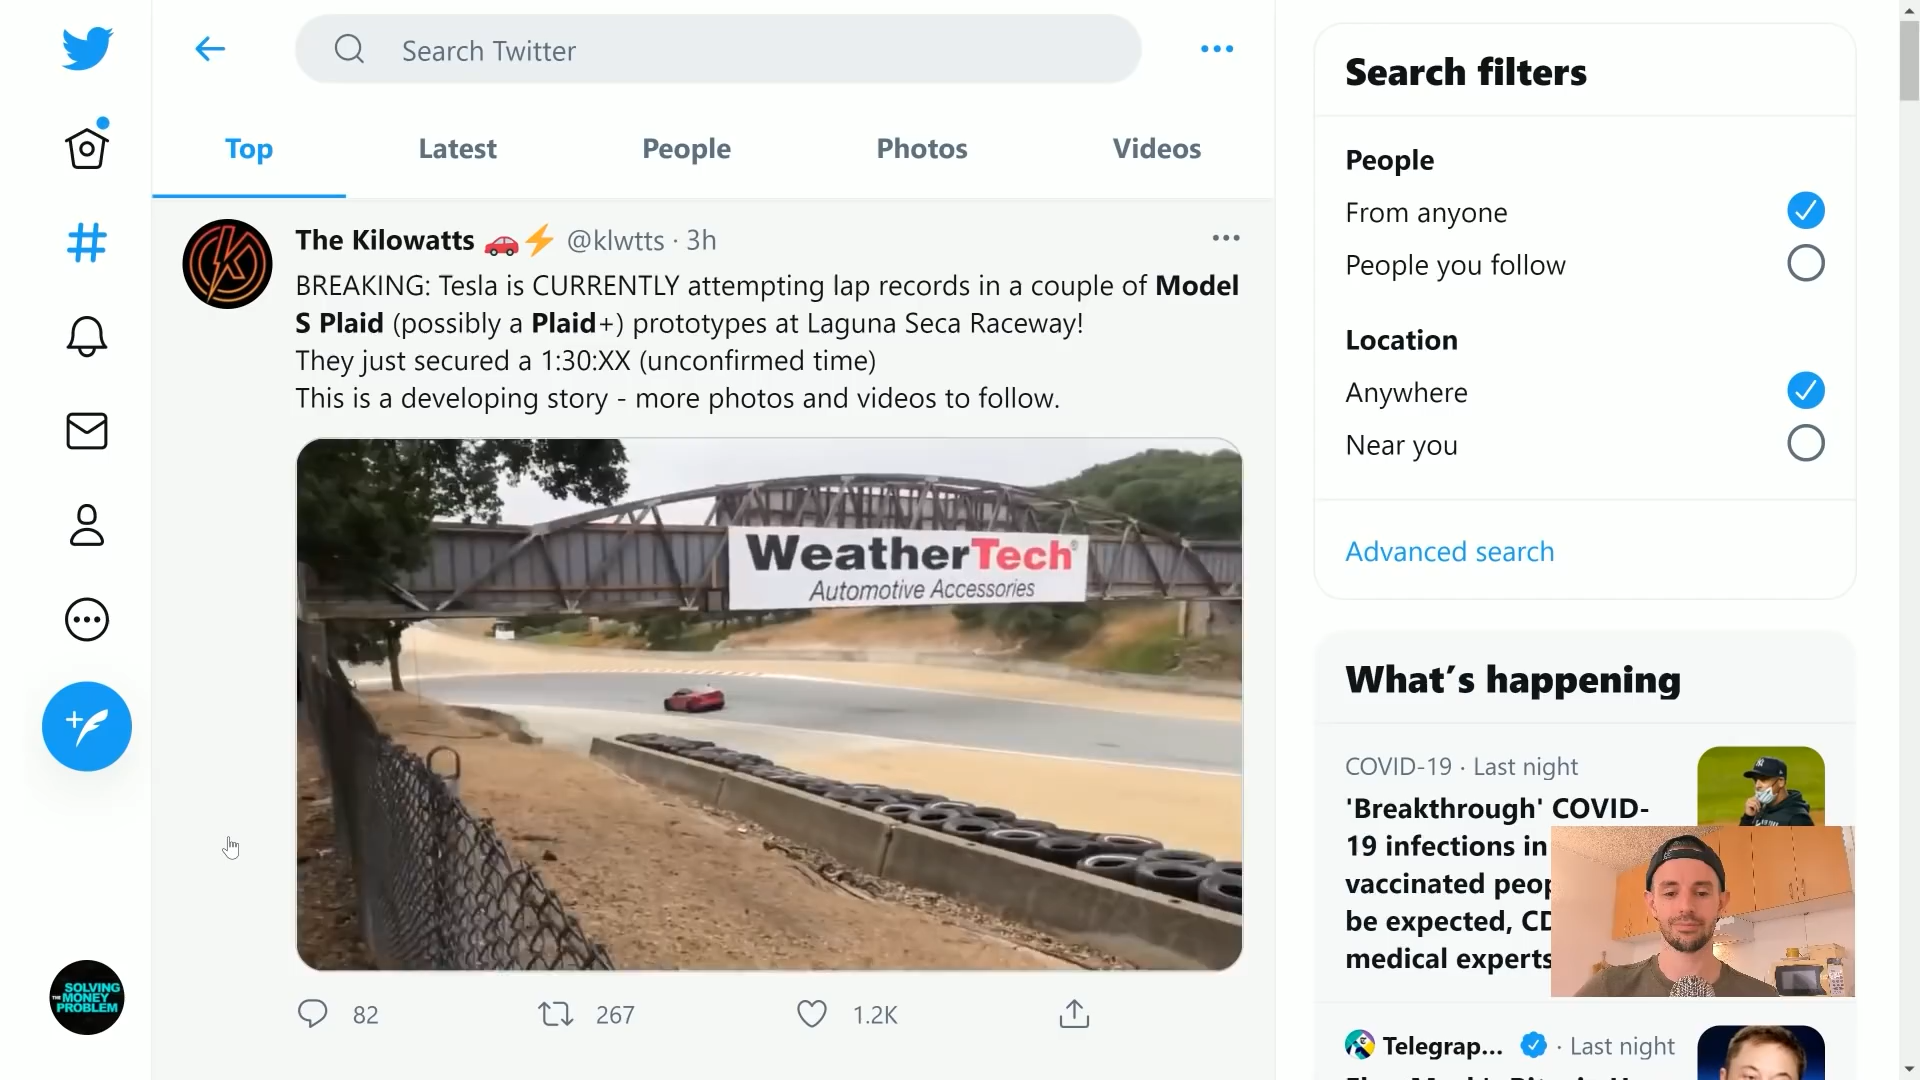 Search Twitter
Top
Latest
People
Photos
Videos
The Kilowatts 🚗⚡ @klwtts · 3h
BREAKING: Tesla is CURRENTLY attempting lap records in a couple of Model
S Plaid (possibly a Plaid+) prototypes at Laguna Seca Raceway!
They just secured a 1:30:XX (unconfirmed time)
This is a developing story - more photos and videos to follow.
WeatherTech®
Automotive Accessories
82
267
1.2K
SOLVING
THE MONEY
PROBLEM
Search filters
People
From anyone
People you follow
Location
Anywhere
Near you
Advanced search
What's happening
COVID-19 · Last night
'Breakthrough' COVID-
19 infections in
vaccinated
be expected,
medical experts
Telegrap... · Last night